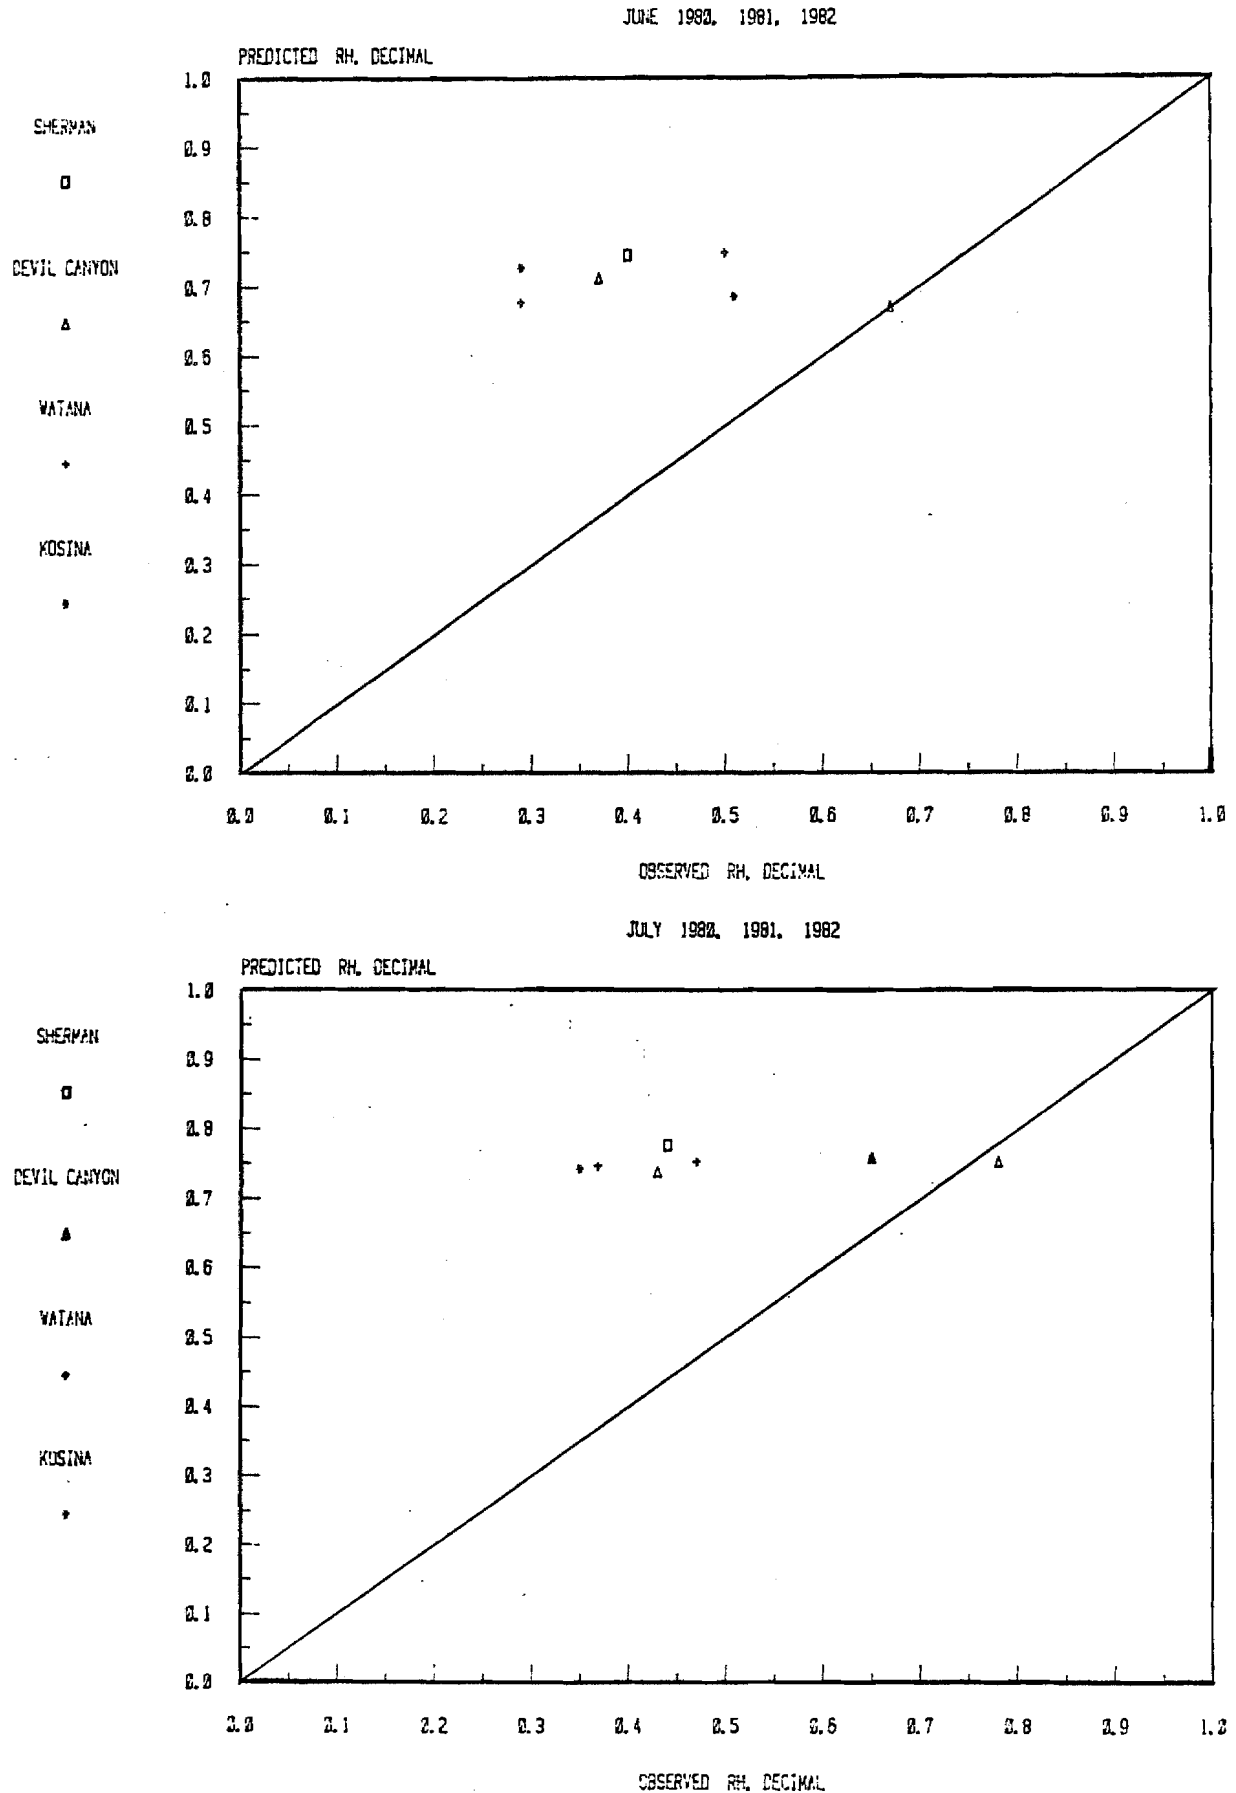 JUNE 1980, 1981, 1982
PREDICTED RH, DECIMAL
1.0
SHERMAN
0.9
0.8
DEVIL CANYON
0.7
0.6
WATANA
0.5
0.4
KOSINA
0.3
0.2
0.1
0.0
0.0 0.1 0.2 0.3 0.4 0.5 0.6 0.7 0.8 0.9 1.0
OBSERVED RH, DECIMAL
JULY 1980, 1981, 1982
PREDICTED RH, DECIMAL
1.0
SHERMAN
0.9
0.8
DEVIL CANYON
0.7
0.6
WATANA
0.5
0.4
KOSINA
0.3
0.2
0.1
0.0
0.0 0.1 0.2 0.3 0.4 0.5 0.6 0.7 0.8 0.9 1.0
OBSERVED RH, DECIMAL